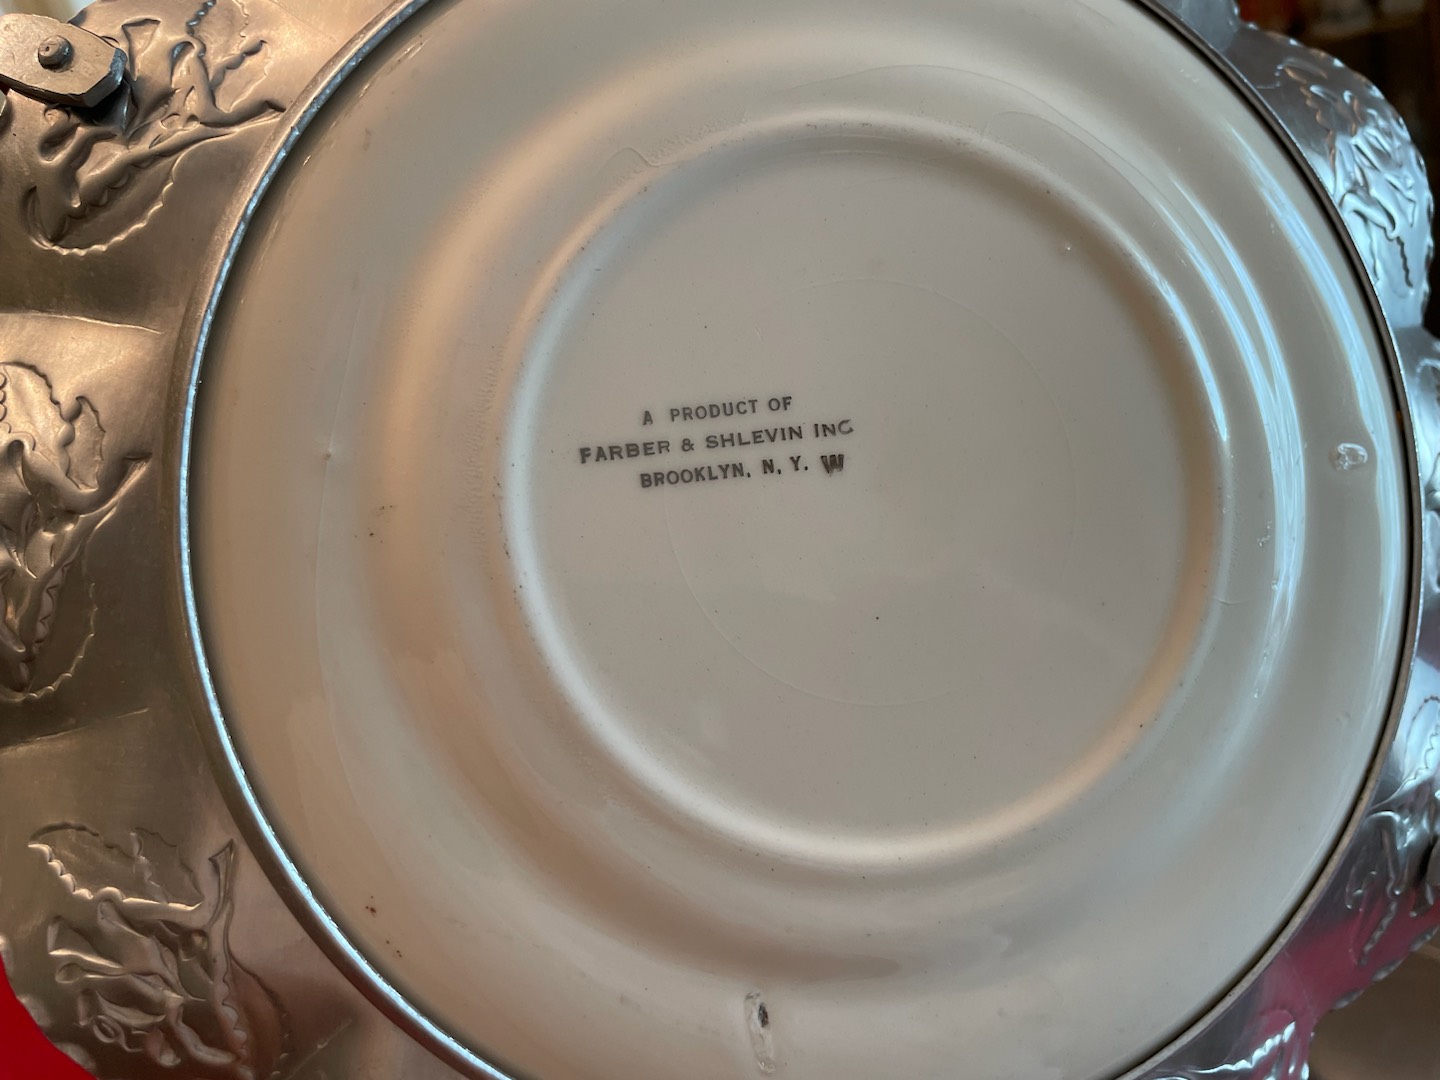 A PRODUCT OF
FARBER & SHLEVIN INC
BROOKLYN, N, Y. W